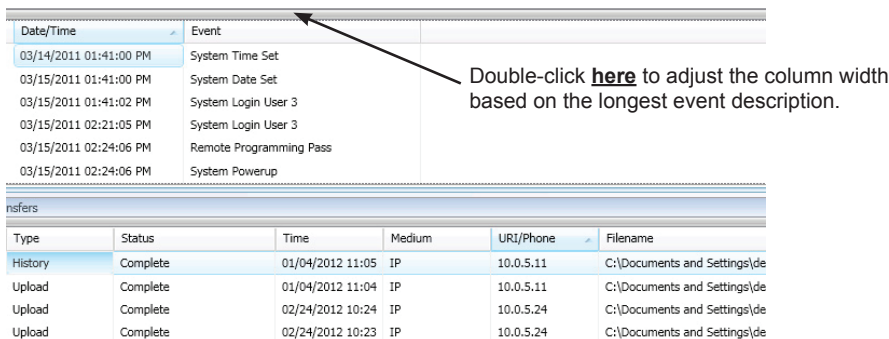 Date/Time Event
03/14/2011 01:41:00 PM System Time Set
03/15/2011 01:41:00 PM System Date Set
03/15/2011 01:41:02 PM System Login User 3
03/15/2011 02:21:05 PM System Login User 3
03/15/2011 02:24:06 PM Remote Programming Pass
03/15/2011 02:24:06 PM System Powerup
Double-click here to adjust the column width
based on the longest event description.
nsfers
Type Status Time Medium URI/Phone Filename
History Complete 01/04/2012 11:05 IP 10.0.5.11 C:\Documents and Settings\de
Upload Complete 01/04/2012 11:04 IP 10.0.5.11 C:\Documents and Settings\de
Upload Complete 02/24/2012 10:24 IP 10.0.5.24 C:\Documents and Settings\de
Upload Complete 02/24/2012 10:23 IP 10.0.5.24 C:\Documents and Settings\de